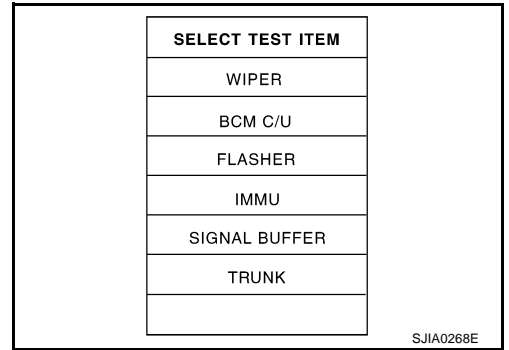 SELECT TEST ITEM
WIPER
BCM C/U
FLASHER
IMMU
SIGNAL BUFFER
TRUNK
SJIA0268E